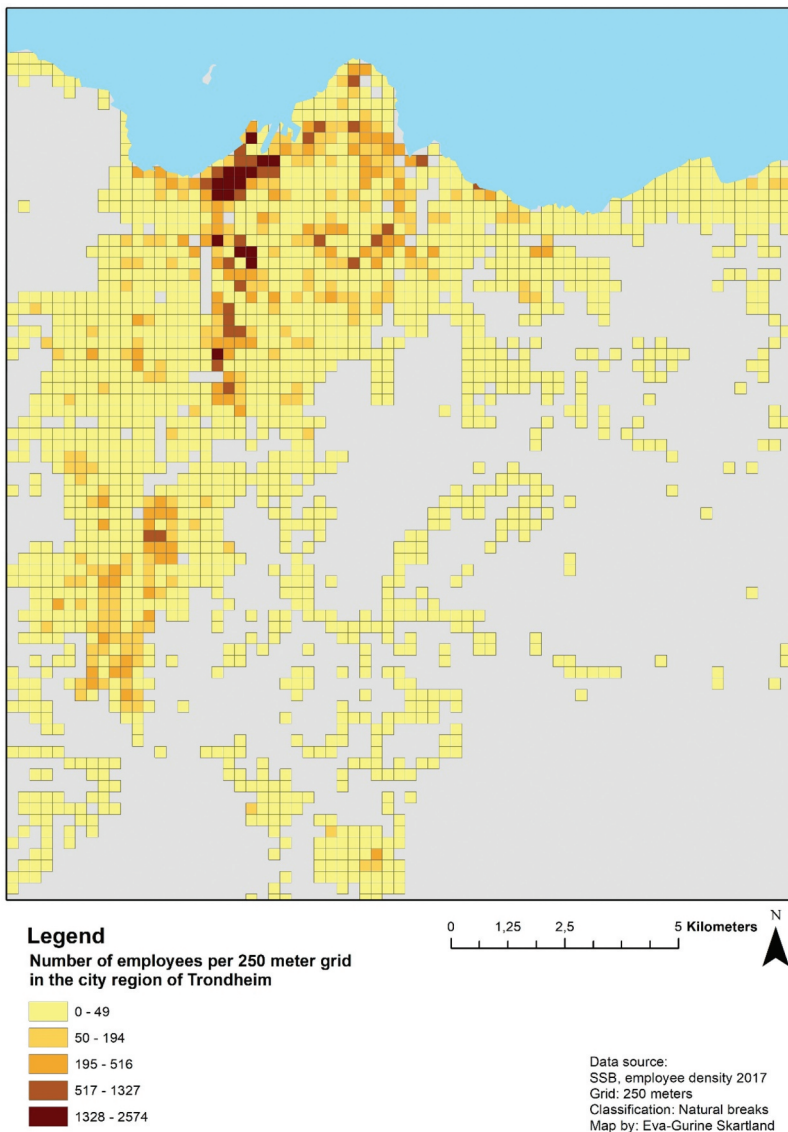 Legend
Number of employees per 250 meter grid
in the city region of Trondheim
0 - 49
50 - 194
195 - 516
517 - 1327
1328 - 2574
0 1,25 2,5 5 Kilometers
N
Data source:
SSB, employee density 2017
Grid: 250 meters
Classification: Natural breaks
Map by: Eva-Gurine Skartland